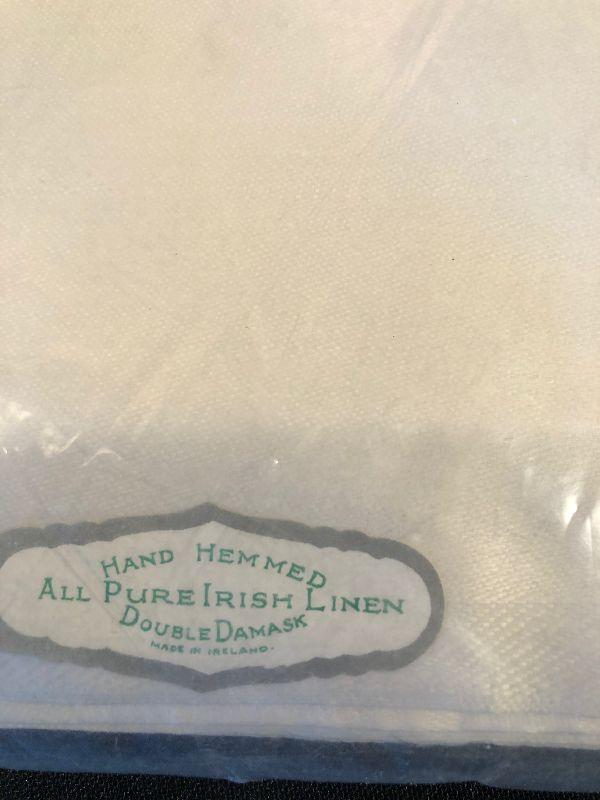 HAND HEMMED
ALL PURE IRISH LINEN
DOUBLE DAMASK
MADE IN IRELAND.